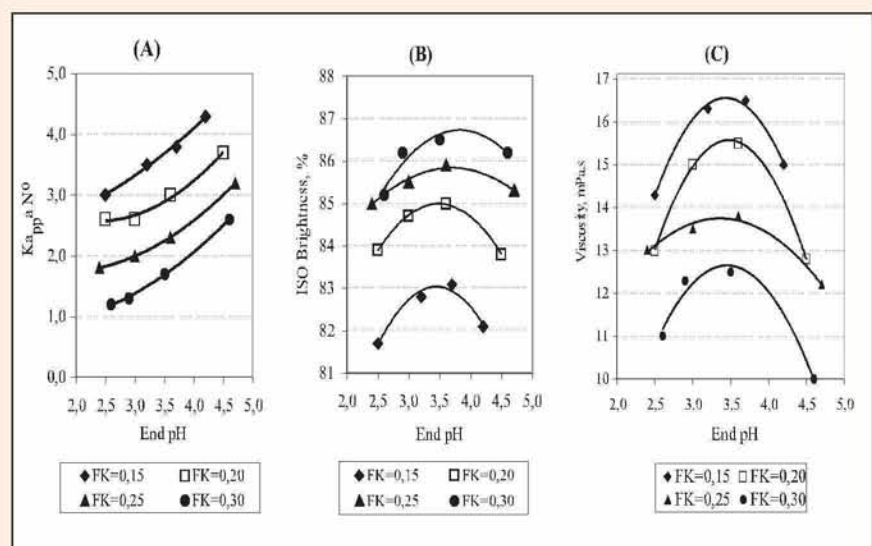 (A)
5,0
4,0
3,0
2,0
1,0
0,0
Kappa Nº
2,0 2,5 3,0 3,5 4,0 4,5 5,0
End pH
FK=0,15 FK=0,20
FK=0,25 FK=0,30
(B)
88
87
86
85
84
83
82
81
ISO Brightness, %
2,0 2,5 3,0 3,5 4,0 4,5 5,0
End pH
FK=0,15 FK=0,20
FK=0,25 FK=0,30
(C)
17
16
15
14
13
12
11
10
Viscosity, mPa.s
2,0 2,5 3,0 3,5 4,0 4,5 5,0
End pH
FK=0,15 FK=0,20
FK=0,25 FK=0,30